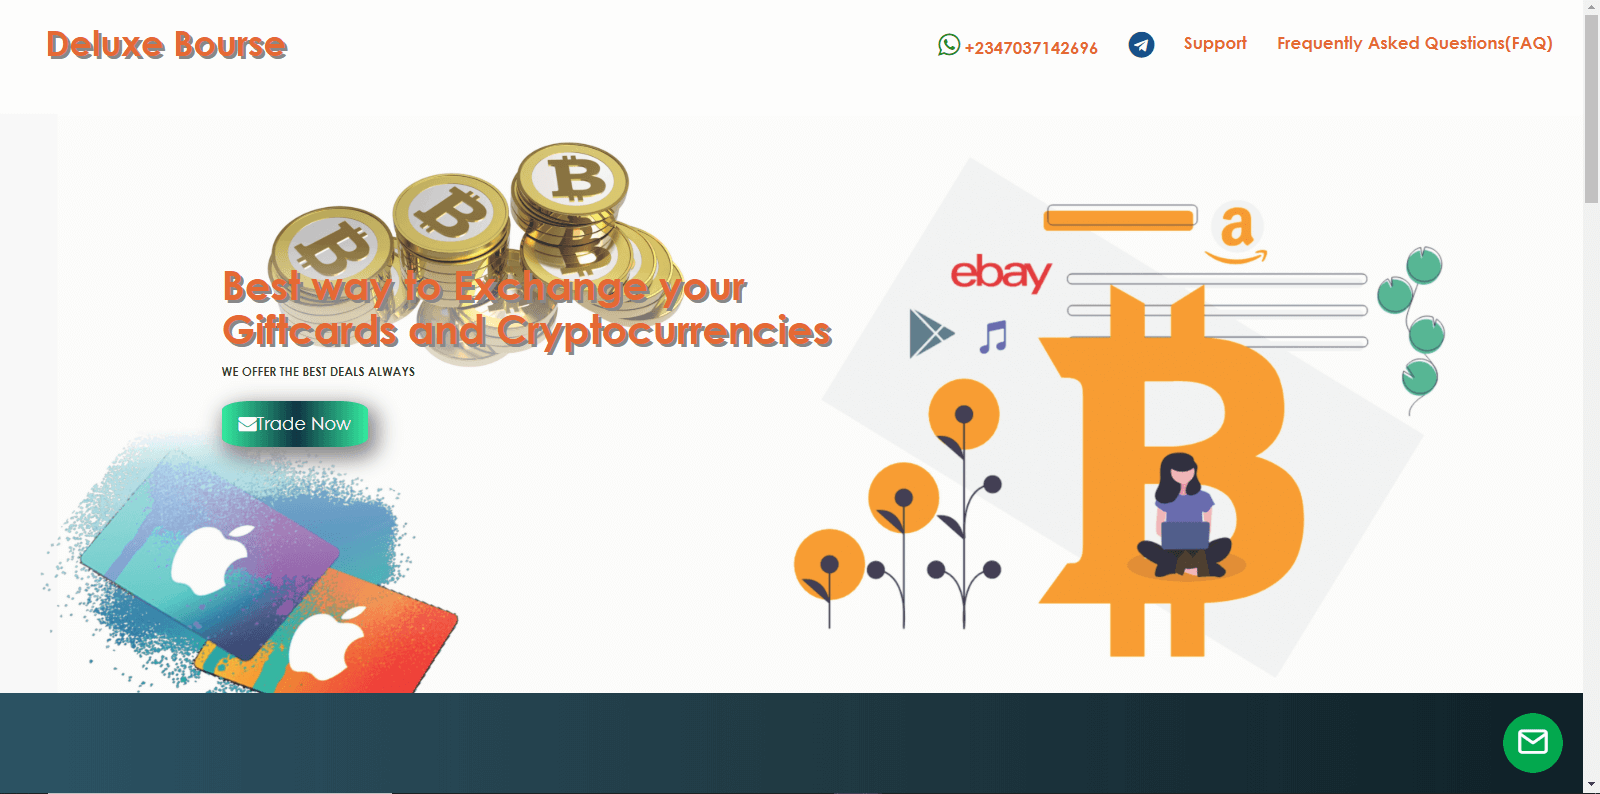 Deluxe Bourse
+2347037142696
Support
Frequently Asked Questions(FAQ)
Best way to Exchange your
Giftcards and Cryptocurrencies
WE OFFER THE BEST DEALS ALWAYS
Trade Now
ebay
a